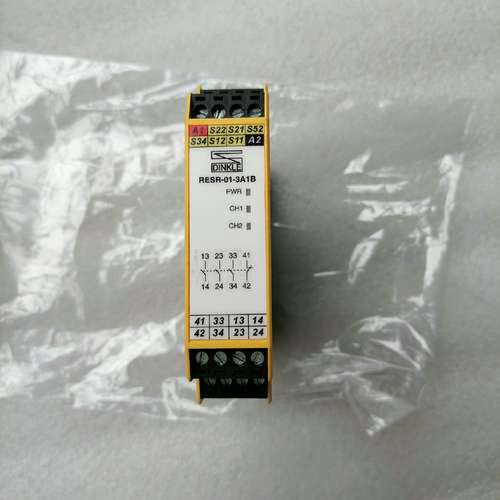 A1 S22 S21 S52
S34 S12 S11 A2
DINKLE
RESR-01-3A1B
PWR
CH1
CH2
13 23 33 41
14 24 34 42
41 33 13 14
42 34 23 24